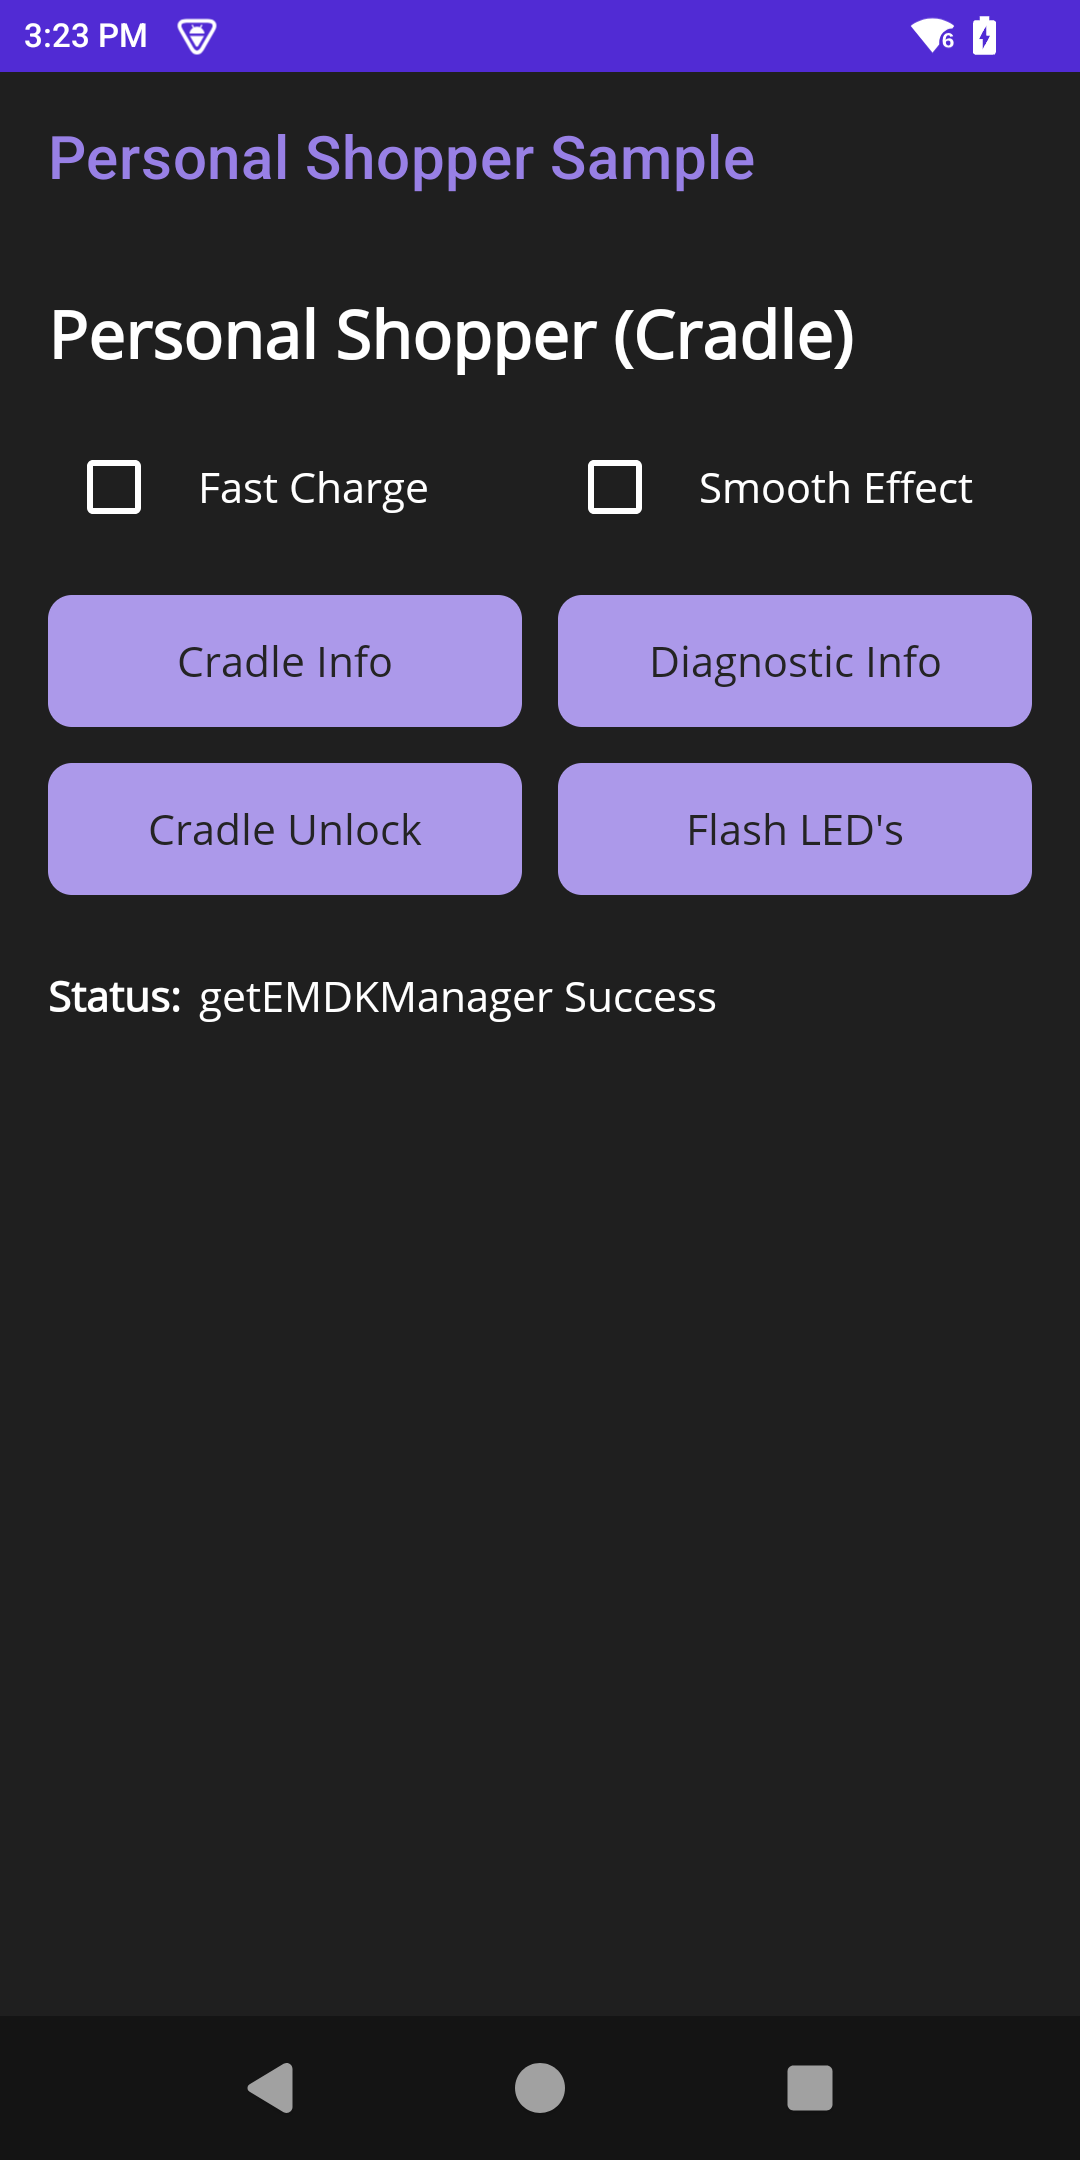 3:23 PM
6
Personal Shopper Sample
Personal Shopper (Cradle)
Fast Charge
Smooth Effect
Cradle Info
Diagnostic Info
Cradle Unlock
Flash LED's
Status: getEMDKManager Success